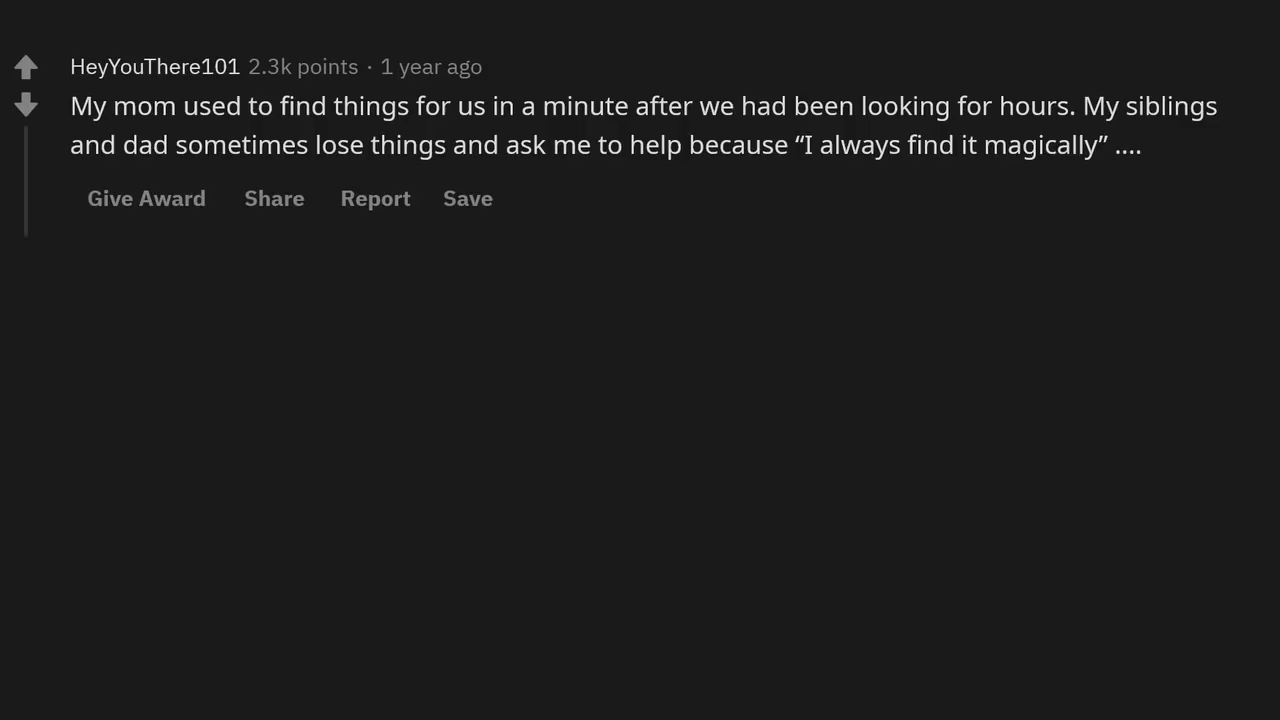 HeyYouThere101 2.3k points · 1 year ago
My mom used to find things for us in a minute after we had been looking for hours. My siblings
and dad sometimes lose things and ask me to help because “I always find it magically” ....
Give Award Share Report Save